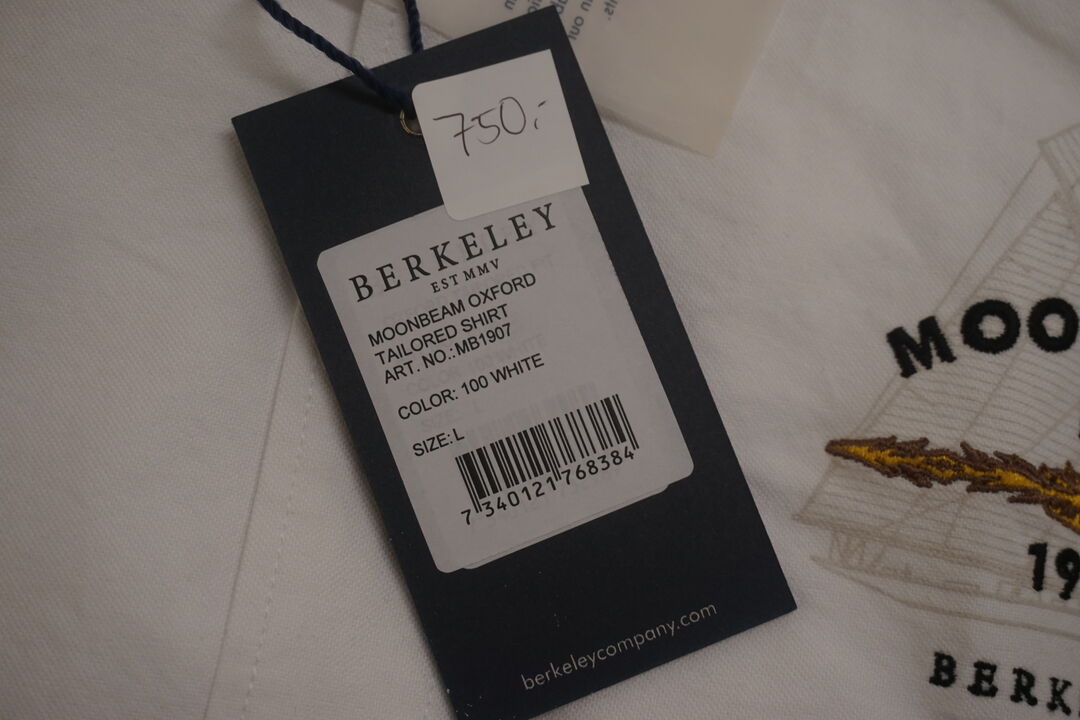 750,-
BERKELEY
EST MMV
MOONBEAM OXFORD
TAILORED SHIRT
ART. NO.:MB1907
COLOR: 100 WHITE
SIZE: L
7 340121 768384
berkeleycompany.com
MOO
19
BERK